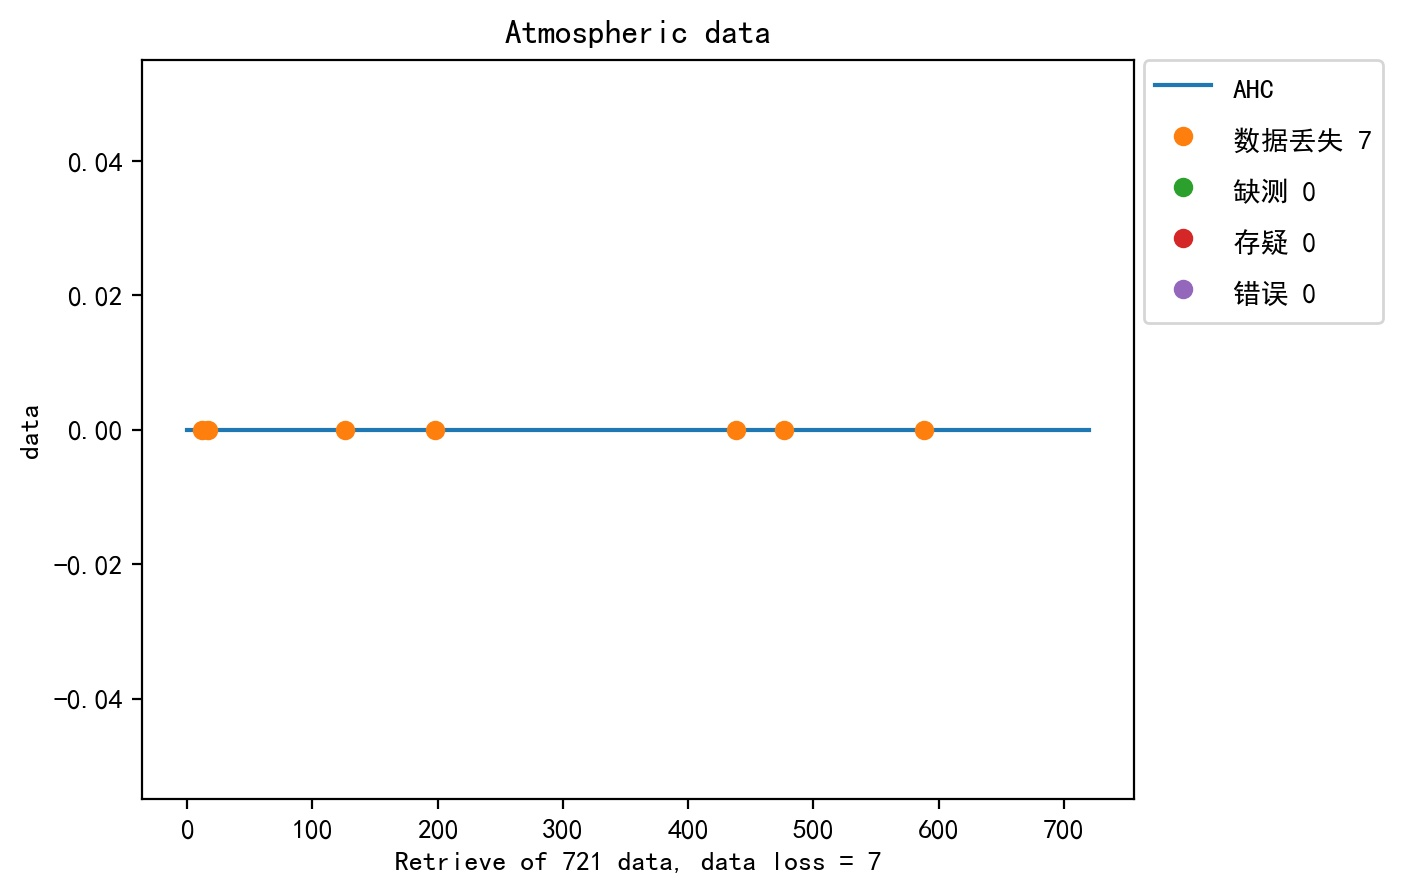 Atmospheric data
AHC
数据丢失 7
缺测 0
存疑 0
错误 0
data
0.04
0.02
0.00
−0.02
−0.04
0 100 200 300 400 500 600 700
Retrieve of 721 data, data loss = 7